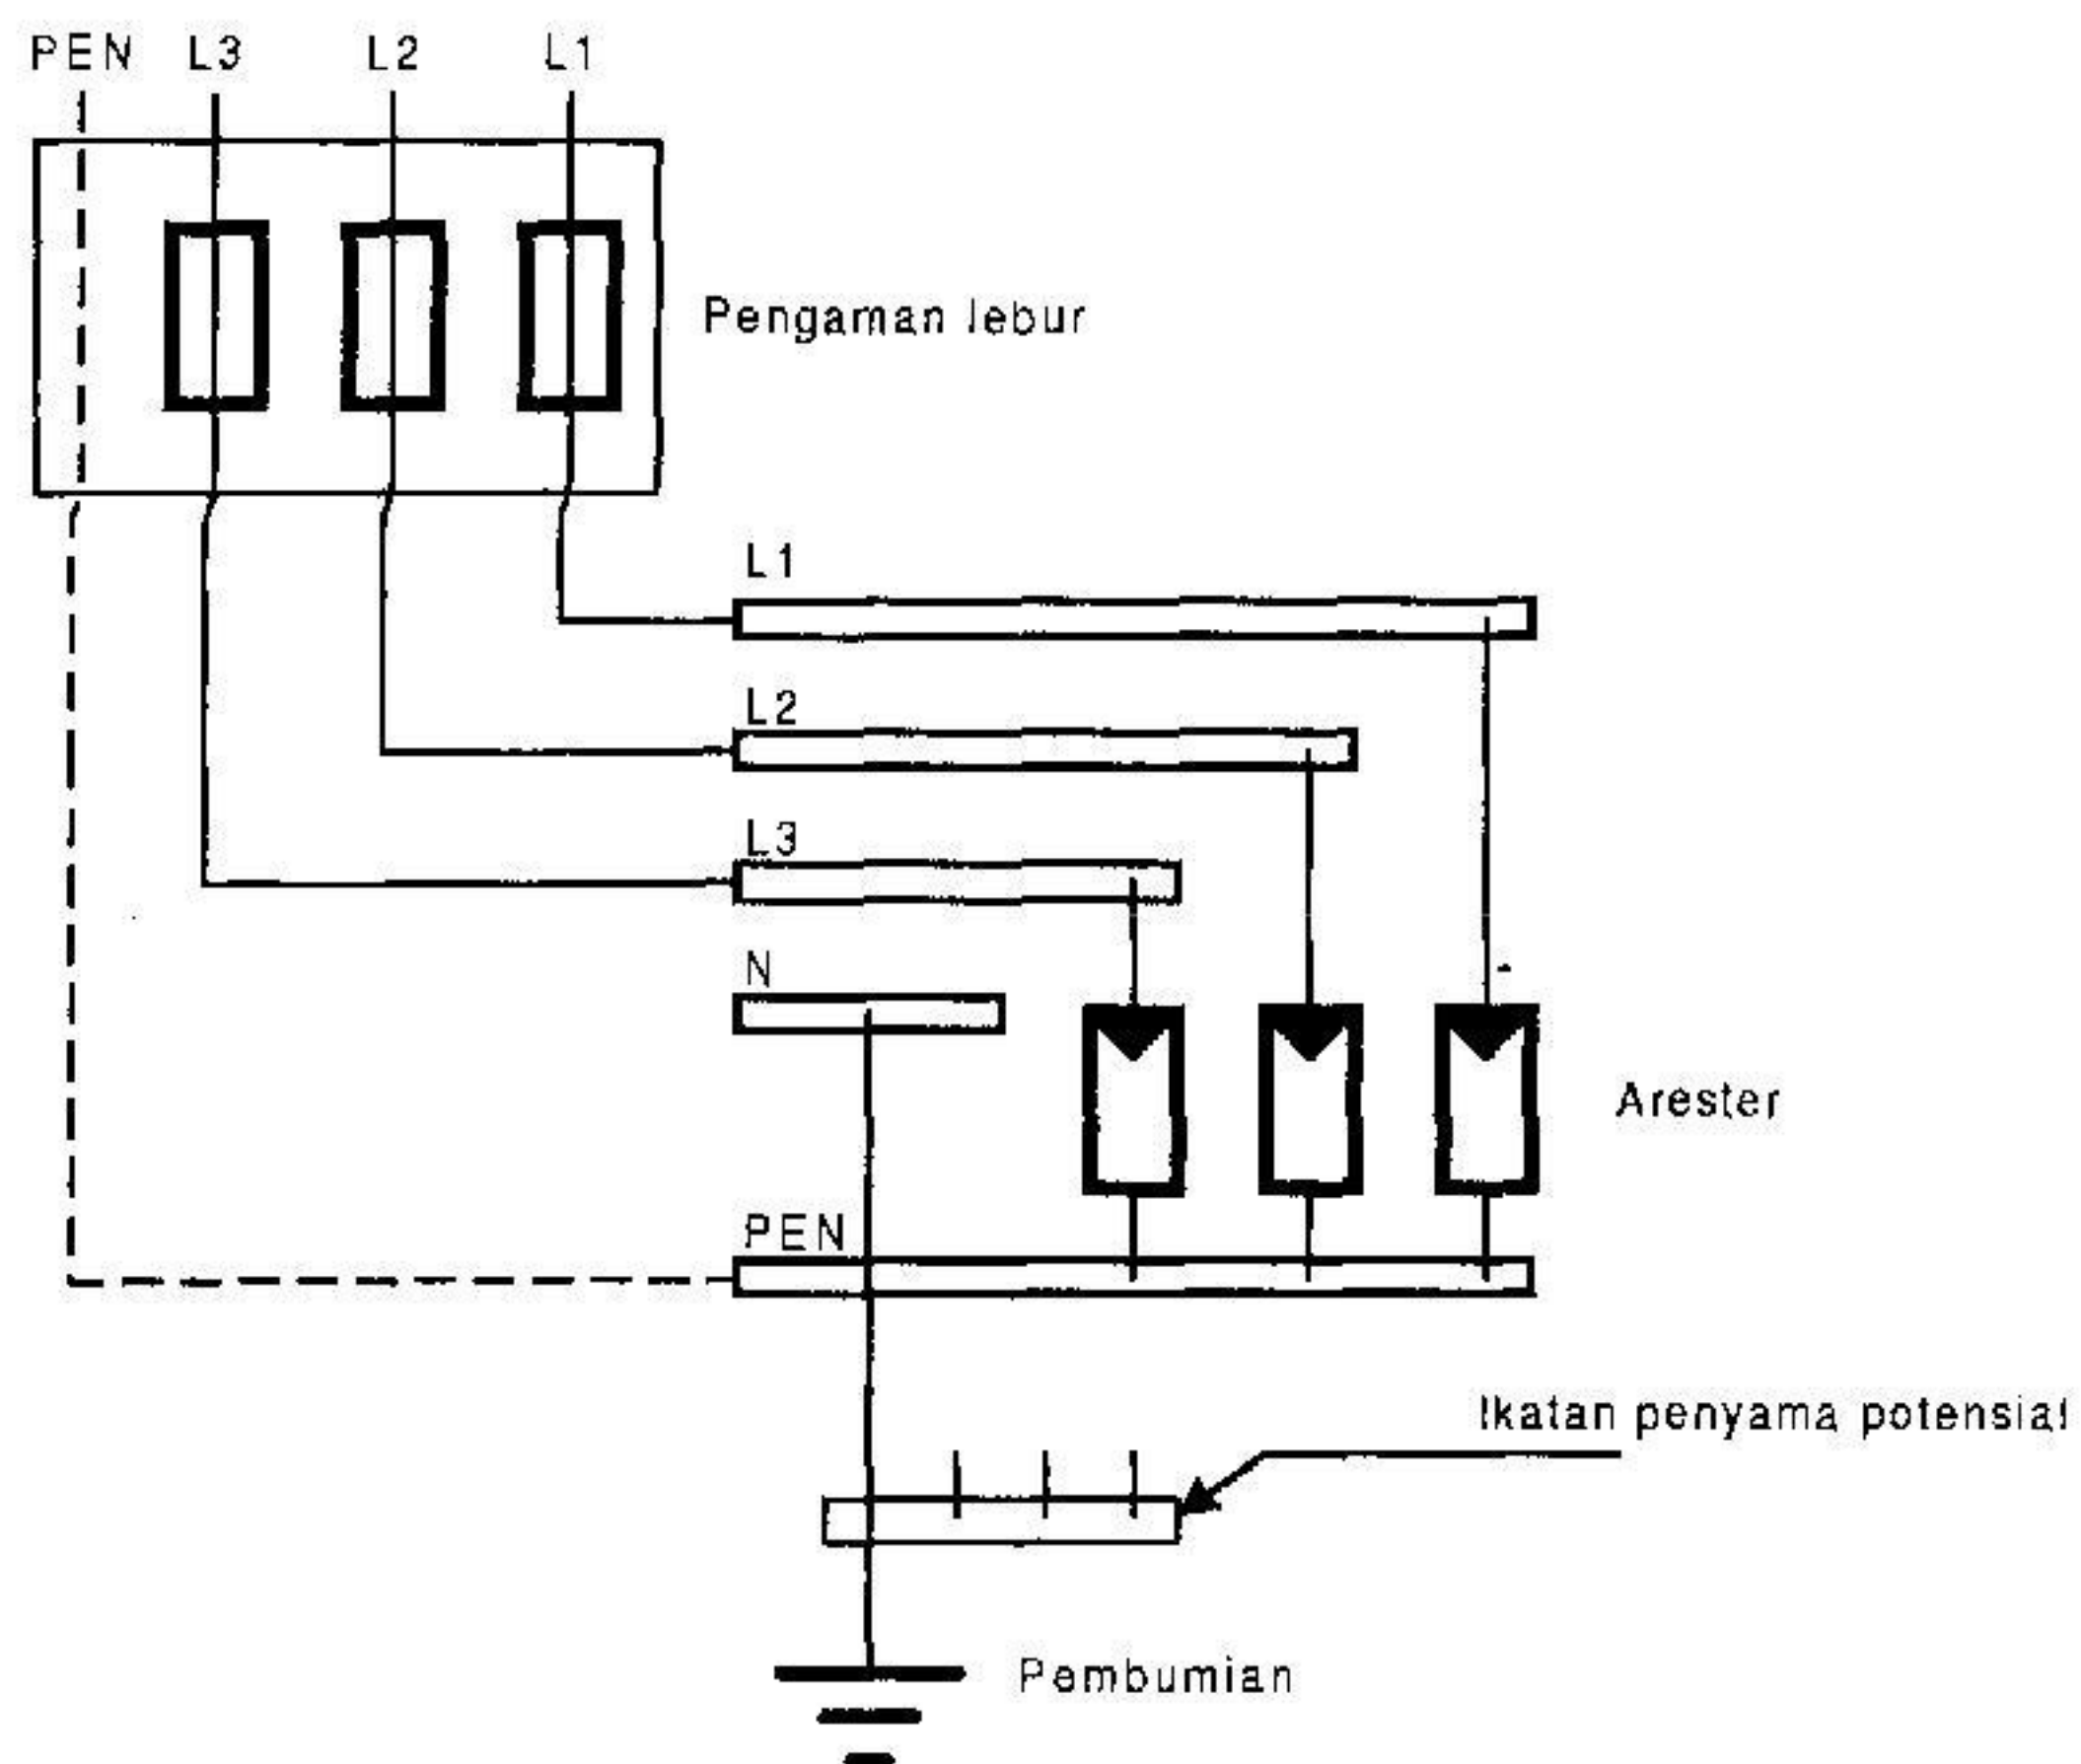 PEN L3 L2 L1
Pengaman lebur
L1
L2
L3
N
Arester
PEN
Ikatan penyama potensial
Pembumian